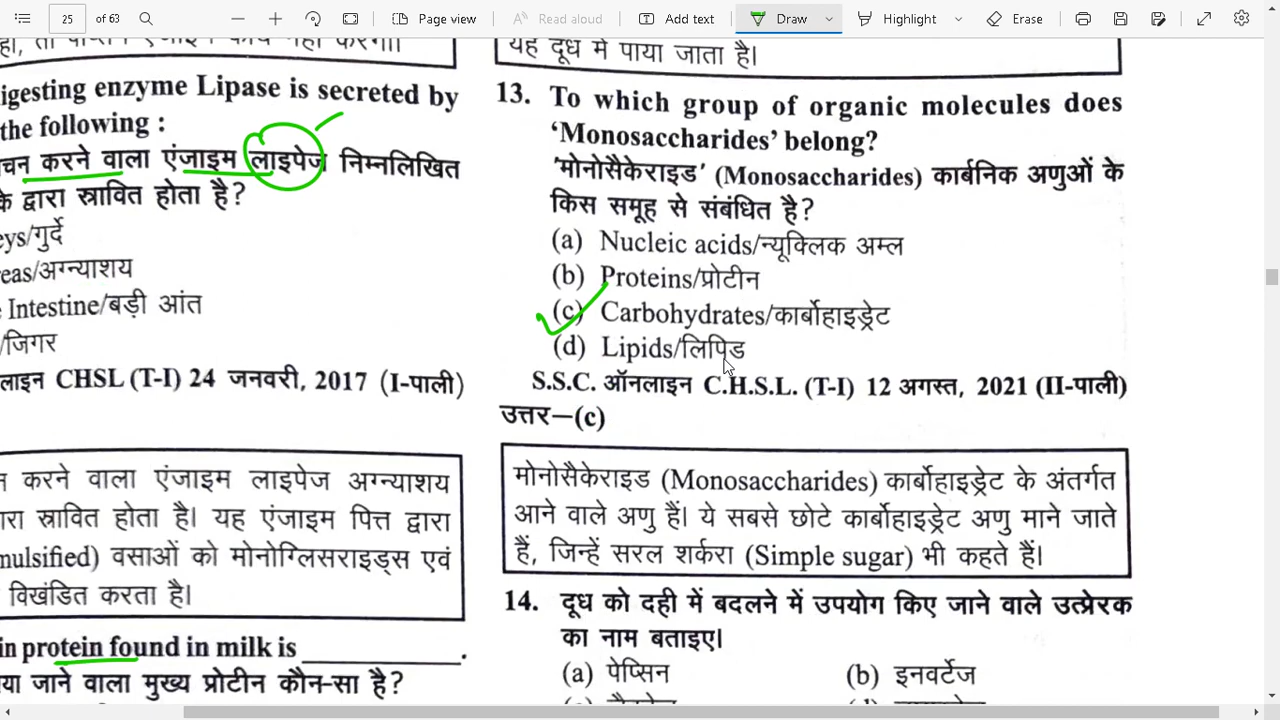 25 of 63
Page view
Read aloud
Add text
Draw
Highlight
Erase
igesting enzyme Lipase is secreted by
the following :
चन करने वाला एंजाइम लाइपेज निम्नलिखित
के द्वारा स्रावित होता है?
eys/गुर्दे
reas/अग्न्याशय
Intestine/बड़ी आंत
/जिगर
लाइन CHSL (T-I) 24 जनवरी, 2017 (I-पाली)
करने वाला एंजाइम लाइपेज अग्न्याशय
ारा स्रावित होता है। यह एंजाइम पित्त द्वारा
mulsified) वसाओं को मोनोग्लिसराइड्स एवं
विखंडित करता है।
in protein found in milk is ____________.
या जाने वाला मुख्य प्रोटीन कौन-सा है?
यह दूध में पाया जाता है।
13. To which group of organic molecules does
‘Monosaccharides’ belong?
'मोनोसैकेराइड' (Monosaccharides) कार्बनिक अणुओं के
किस समूह से संबंधित है?
(a) Nucleic acids/न्यूक्लिक अम्ल
(b) Proteins/प्रोटीन
(c) Carbohydrates/कार्बोहाइड्रेट
(d) Lipids/लिपिड
S.S.C. ऑनलाइन C.H.S.L. (T-I) 12 अगस्त, 2021 (II-पाली)
उत्तर–(c)
मोनोसैकेराइड (Monosaccharides) कार्बोहाइड्रेट के अंतर्गत
आने वाले अणु हैं। ये सबसे छोटे कार्बोहाइड्रेट अणु माने जाते
हैं, जिन्हें सरल शर्करा (Simple sugar) भी कहते हैं।
14. दूध को दही में बदलने में उपयोग किए जाने वाले उत्प्रेरक
का नाम बताइए।
(a) पेप्सिन (b) इनवर्टेज